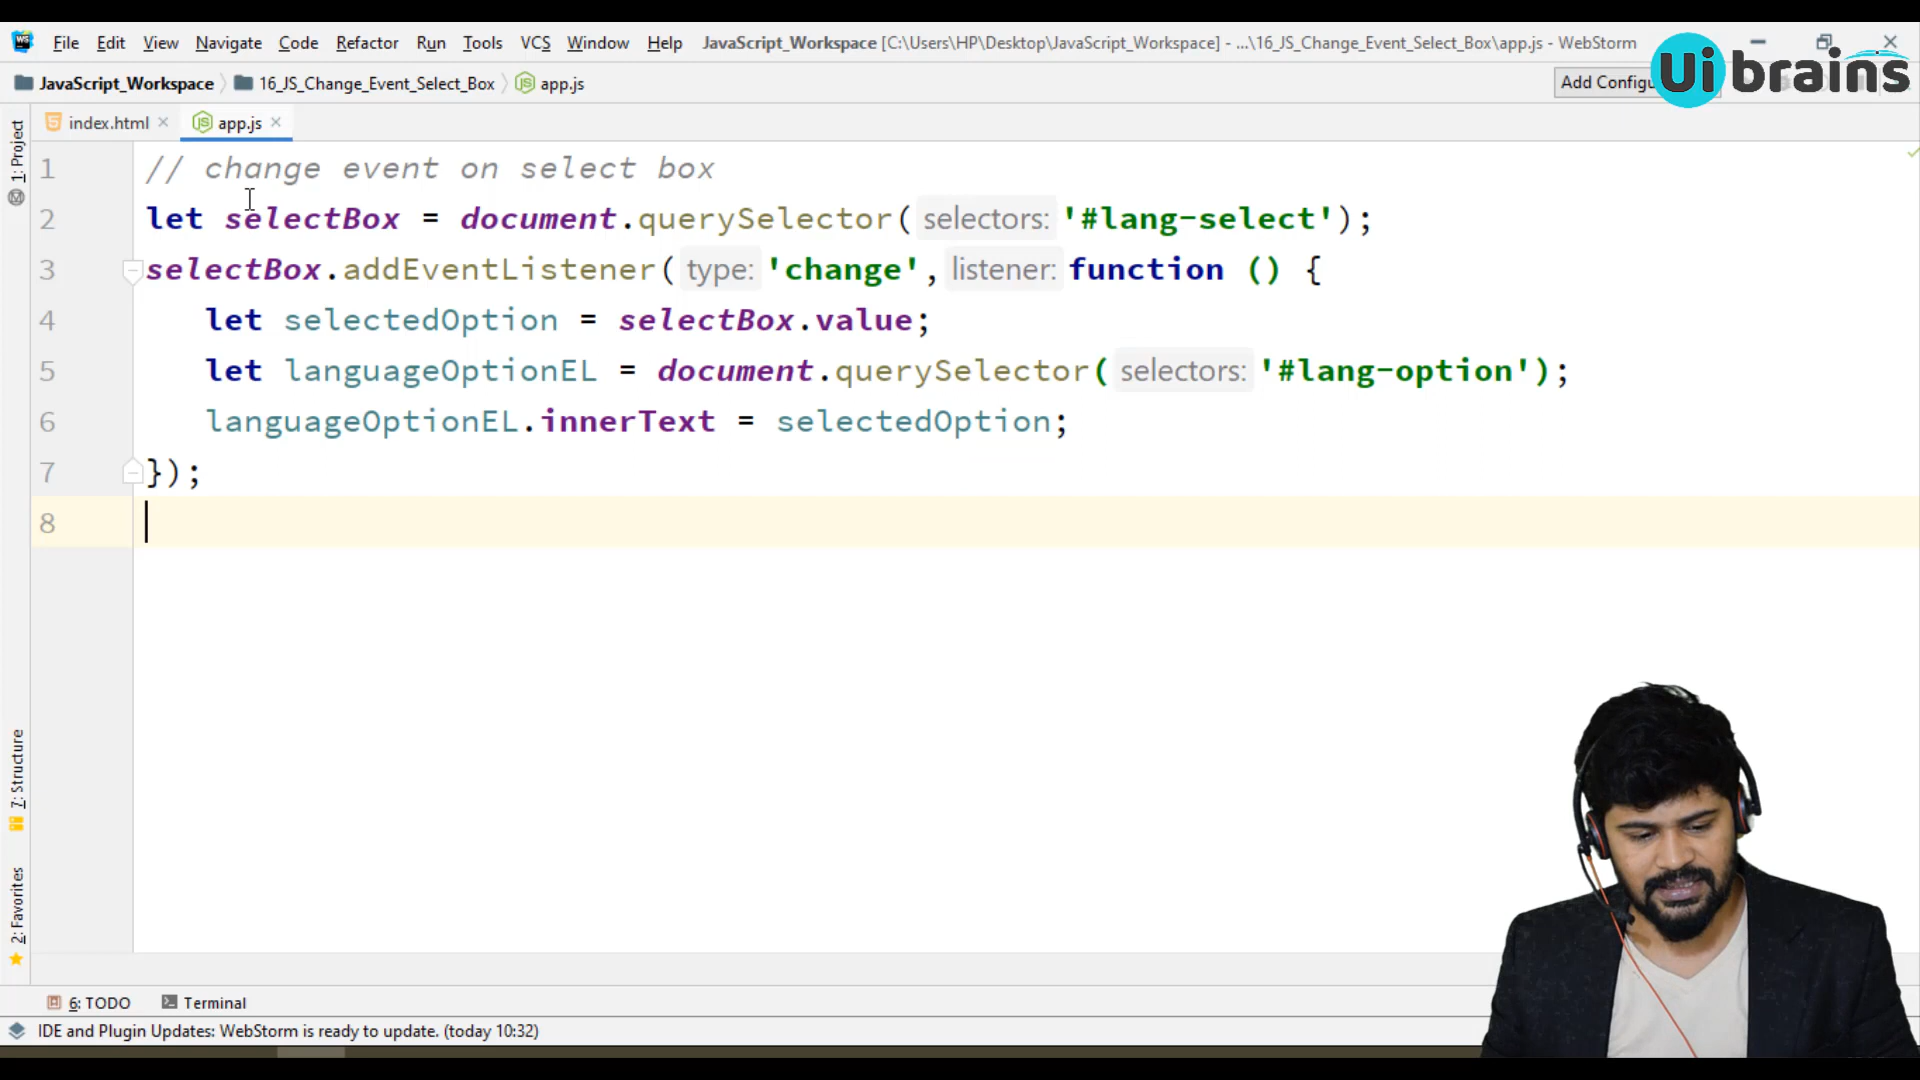 File Edit View Navigate Code Refactor Run Tools VCS Window Help JavaScript_Workspace [C:\Users\HP\Desktop\JavaScript_Workspace] - ...\16_JS_Change_Event_Select_Box\app.js - WebStorm
Ui brains
JavaScript_Workspace 16_JS_Change_Event_Select_Box app.js
Add Configu
index.html app.js
1: Project
1 // change event on select box
2 let selectBox = document.querySelector( selectors: '#lang-select');
3 selectBox.addEventListener( type: 'change', listener: function () {
4 let selectedOption = selectBox.value;
5 let languageOptionEL = document.querySelector( selectors: '#lang-option');
6 languageOptionEL.innerText = selectedOption;
7 });
8
7: Structure
2: Favorites
6: TODO Terminal
IDE and Plugin Updates: WebStorm is ready to update. (today 10:32)